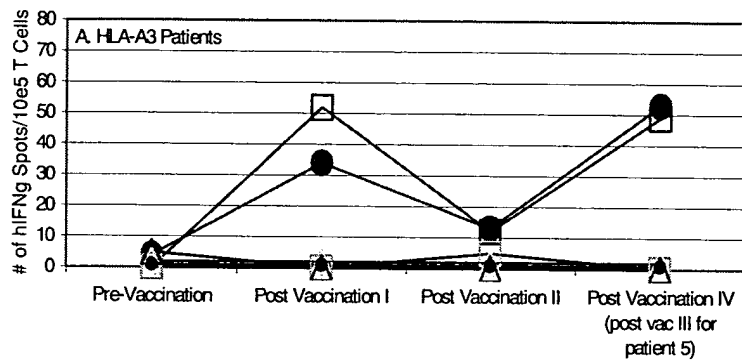 80
A. HLA-A3 Patients
70
60
50
40
30
20
10
0
# of hIFNg Spots/10e5 T Cells
Pre-Vaccination
Post Vaccination I
Post Vaccination II
Post Vaccination IV
(post vac III for
patient 5)